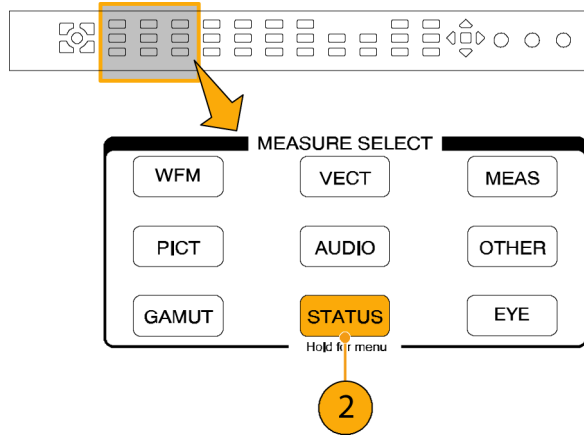 MEASURE SELECT
WFM VECT MEAS
PICT AUDIO OTHER
GAMUT STATUS EYE
Hold for menu
2